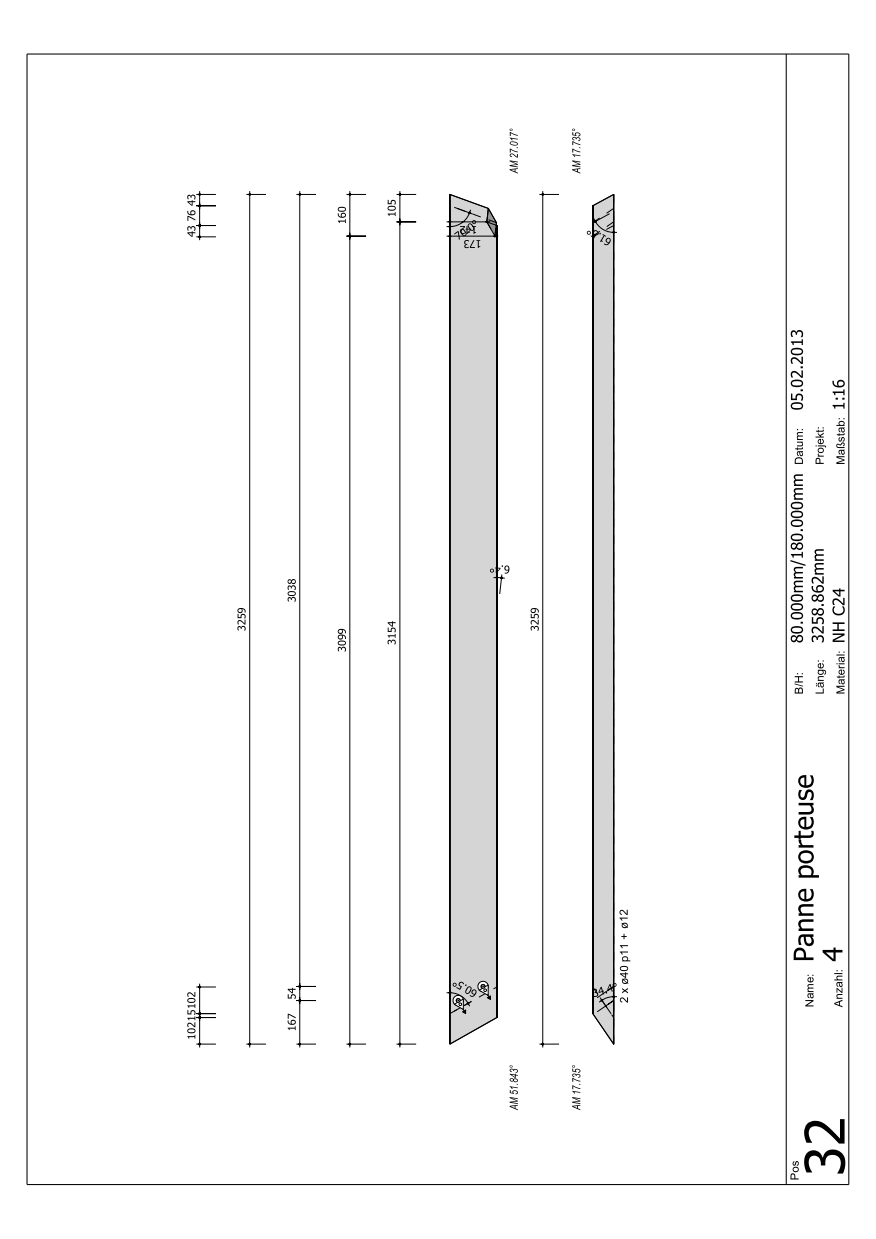 43 76 43
160
105
AM 27.017°
AM 17.735°
173
61.6°
3259
3038
3099
3154
6.4°
3259
10215102
167
54
60.5°
34.4°
2 x ø40 p11 + ø12
AM 51.843°
AM 17.735°
Pos
32
Name: Panne porteuse
Anzahl: 4
B/H: 80.000mm/180.000mm
Länge: 3258.862mm
Material: NH C24
Datum: 05.02.2013
Projekt:
Maßstab: 1:16